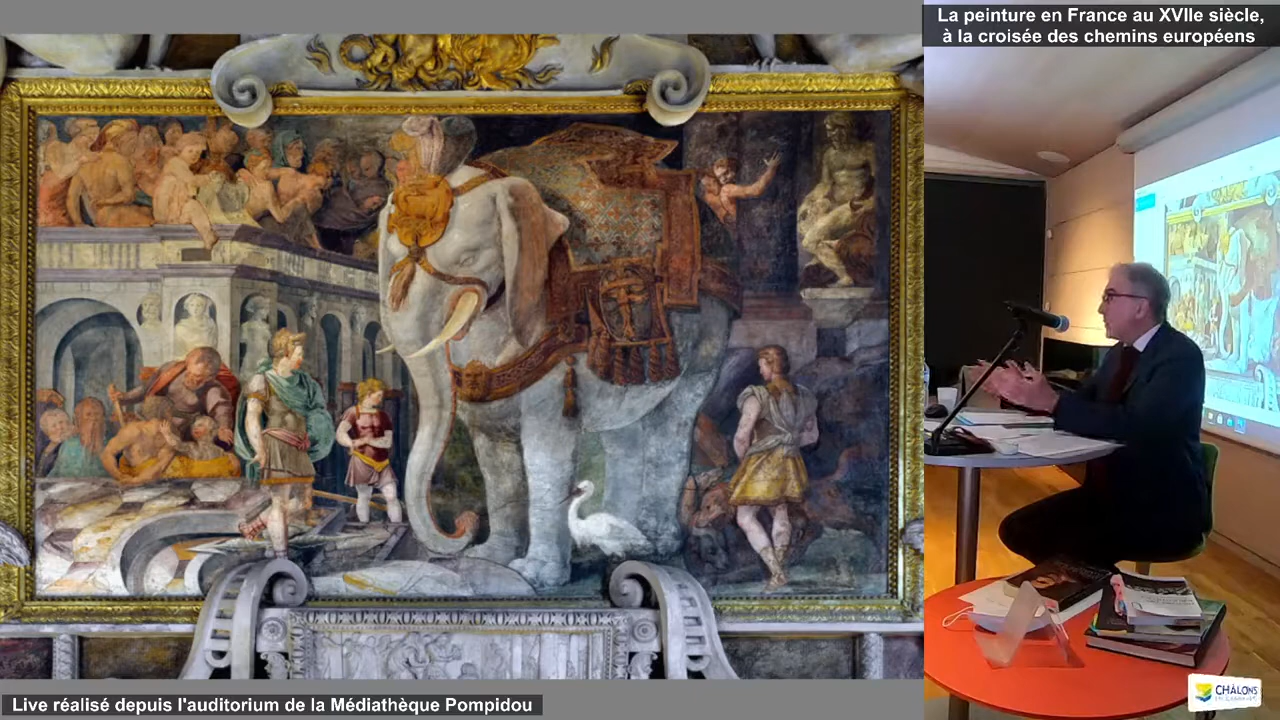 La peinture en France au XVIIe siècle,
à la croisée des chemins européens
Live réalisé depuis l'auditorium de la Médiathèque Pompidou
CHÂLONS